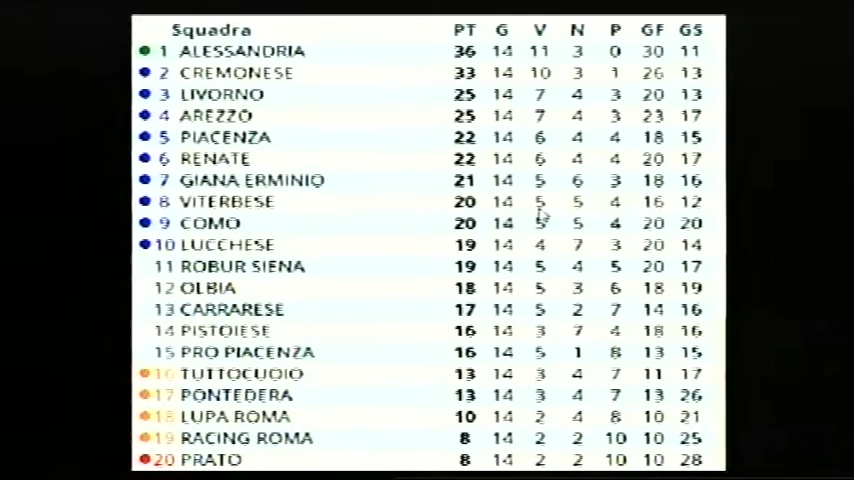 Squadra PT G V N P GF GS
1 ALESSANDRIA 36 14 11 3 0 30 11
2 CREMONESE 33 14 10 3 1 26 13
3 LIVORNO 25 14 7 4 3 20 13
4 AREZZO 25 14 7 4 3 23 17
5 PIACENZA 22 14 6 4 4 18 15
6 RENATE 22 14 6 4 4 20 17
7 GIANA ERMINIO 21 14 5 6 3 18 16
8 VITERBESE 20 14 5 5 4 16 12
9 COMO 20 14 5 5 4 20 20
10 LUCCHESE 19 14 4 7 3 20 14
11 ROBUR SIENA 19 14 5 4 5 20 17
12 OLBIA 18 14 5 3 6 18 19
13 CARRARESE 17 14 5 2 7 14 16
14 PISTOIESE 16 14 3 7 4 18 16
15 PRO PIACENZA 16 14 5 1 8 13 15
16 TUTTOCUOIO 13 14 3 4 7 11 17
17 PONTEDERA 13 14 3 4 7 13 26
18 LUPA ROMA 10 14 2 4 8 10 21
19 RACING ROMA 8 14 2 2 10 10 25
20 PRATO 8 14 2 2 10 10 28